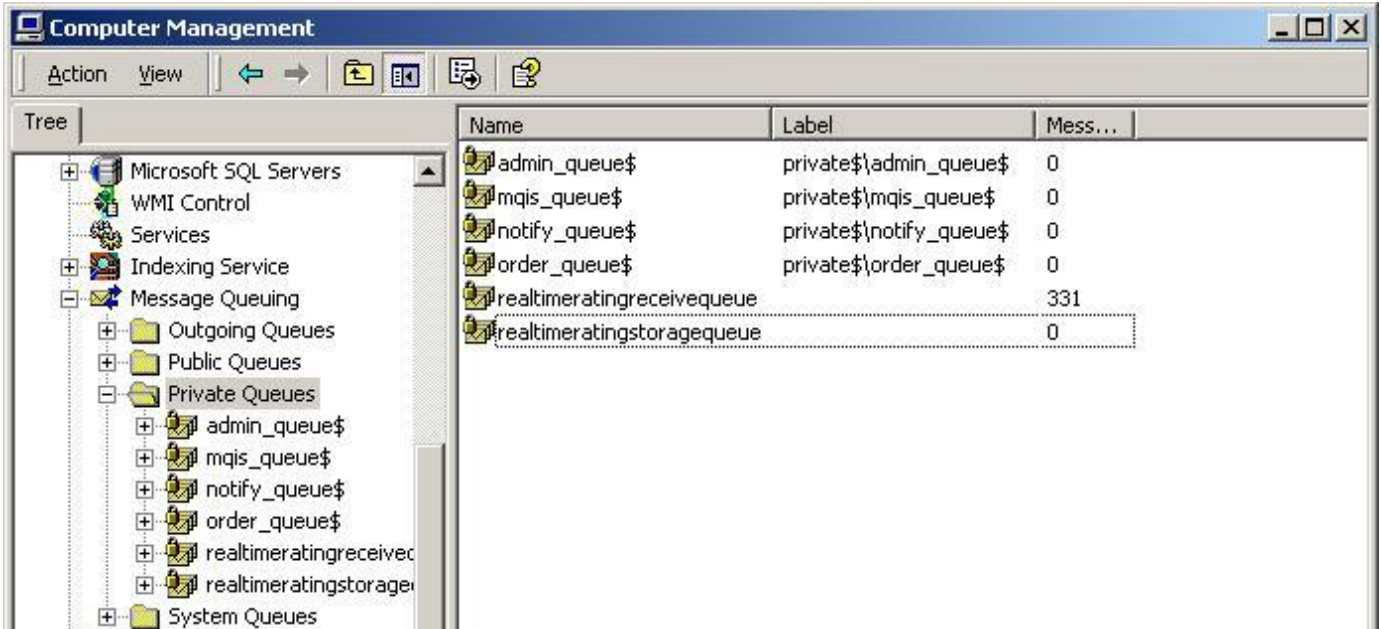 Computer Management
Action View
Tree
Microsoft SQL Servers
WMI Control
Services
Indexing Service
Message Queuing
Outgoing Queues
Public Queues
Private Queues
admin_queue$
mqis_queue$
notify_queue$
order_queue$
realtimeratingreceivec
realtimeratingstorage
System Queues
Name Label Mess...
admin_queue$ private$\admin_queue$ 0
mqis_queue$ private$\mqis_queue$ 0
notify_queue$ private$\notify_queue$ 0
order_queue$ private$\order_queue$ 0
realtimeratingreceivequeue 331
realtimeratingstoragequeue 0